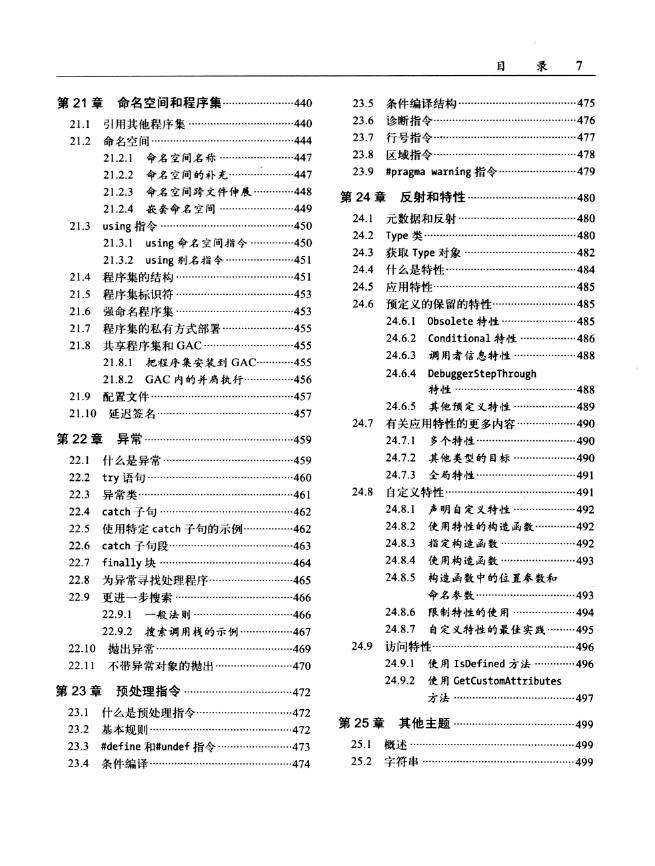 目 录 7
第 21 章 命名空间和程序集……440
21.1 引用其他程序集……440
21.2 命名空间……444
21.2.1 命名空间名称……447
21.2.2 命名空间的补充……447
21.2.3 命名空间跨文件伸展……448
21.2.4 嵌套命名空间……449
21.3 using 指令……450
21.3.1 using 命名空间指令……450
21.3.2 using 别名指令……451
21.4 程序集的结构……451
21.5 程序集标识符……453
21.6 强命名程序集……453
21.7 程序集的私有方式部署……455
21.8 共享程序集和 GAC……455
21.8.1 把程序集安装到 GAC……455
21.8.2 GAC 内的并肩执行……456
21.9 配置文件……457
21.10 延迟签名……457
第 22 章 异常……459
22.1 什么是异常……459
22.2 try 语句……460
22.3 异常类……461
22.4 catch 子句……462
22.5 使用特定 catch 子句的示例……462
22.6 catch 子句段……463
22.7 finally 块……464
22.8 为异常寻找处理程序……465
22.9 更进一步搜索……466
22.9.1 一般法则……466
22.9.2 搜索调用栈的示例……467
22.10 抛出异常……469
22.11 不带异常对象的抛出……470
第 23 章 预处理指令……472
23.1 什么是预处理指令……472
23.2 基本规则……472
23.3 #define 和#undef 指令……473
23.4 条件编译……474
23.5 条件编译结构……475
23.6 诊断指令……476
23.7 行号指令……477
23.8 区域指令……478
23.9 #pragma warning 指令……479
第 24 章 反射和特性……480
24.1 元数据和反射……480
24.2 Type 类……480
24.3 获取 Type 对象……482
24.4 什么是特性……484
24.5 应用特性……485
24.6 预定义的保留的特性……485
24.6.1 Obsolete 特性……485
24.6.2 Conditional 特性……486
24.6.3 调用者信息特性……488
24.6.4 DebuggerStepThrough
特性……488
24.6.5 其他预定义特性……489
24.7 有关应用特性的更多内容……490
24.7.1 多个特性……490
24.7.2 其他类型的目标……490
24.7.3 全局特性……491
24.8 自定义特性……491
24.8.1 声明自定义特性……492
24.8.2 使用特性的构造函数……492
24.8.3 指定构造函数……492
24.8.4 使用构造函数……493
24.8.5 构造函数中的位置参数和
命名参数……493
24.8.6 限制特性的使用……494
24.8.7 自定义特性的最佳实践……495
24.9 访问特性……496
24.9.1 使用 IsDefined 方法……496
24.9.2 使用 GetCustomAttributes
方法……497
第 25 章 其他主题……499
25.1 概述……499
25.2 字符串……499